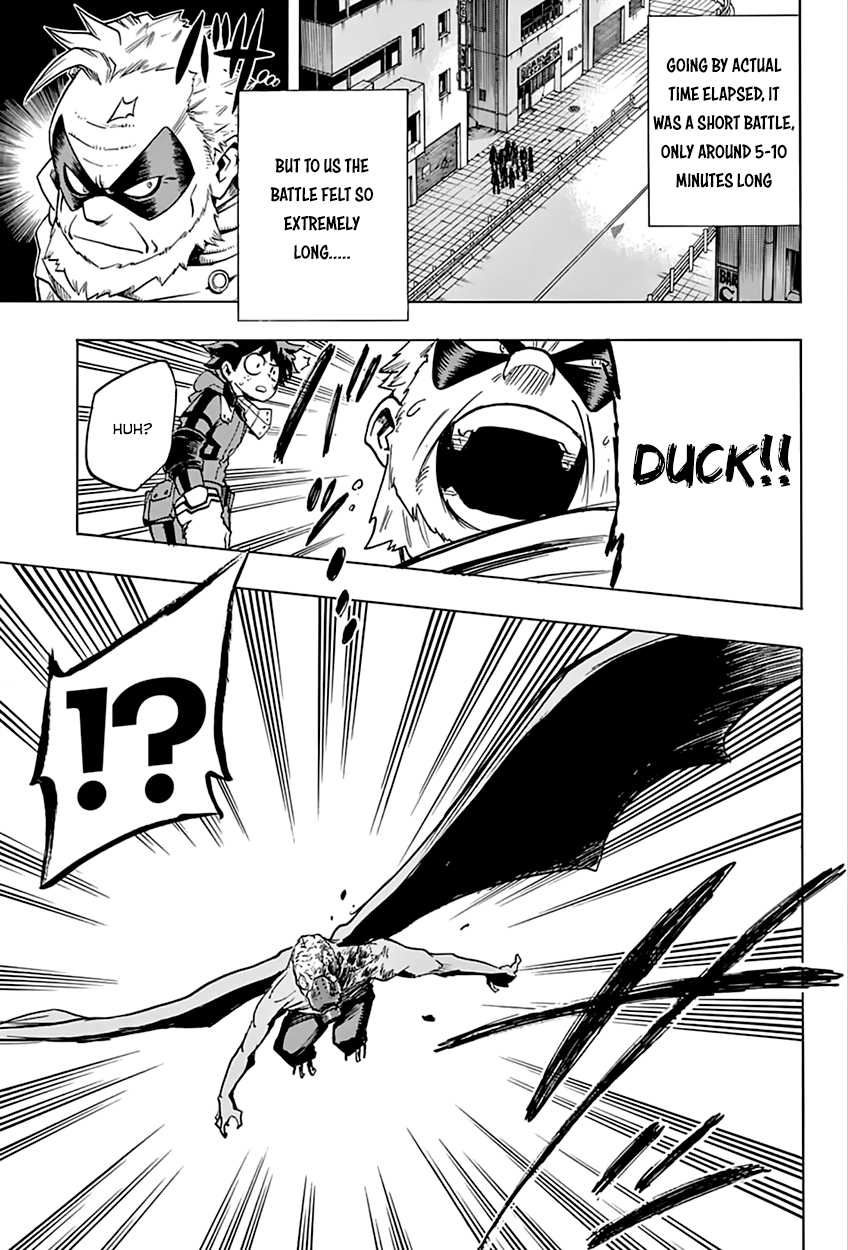 GOING BY ACTUAL
TIME ELAPSED, IT
WAS A SHORT BATTLE,
ONLY AROUND 5-10
MINUTES LONG
BAR
BUT TO US THE
BATTLE FELT SO
EXTREMELY
LONG.....
DUCK!!
HUH?
!?